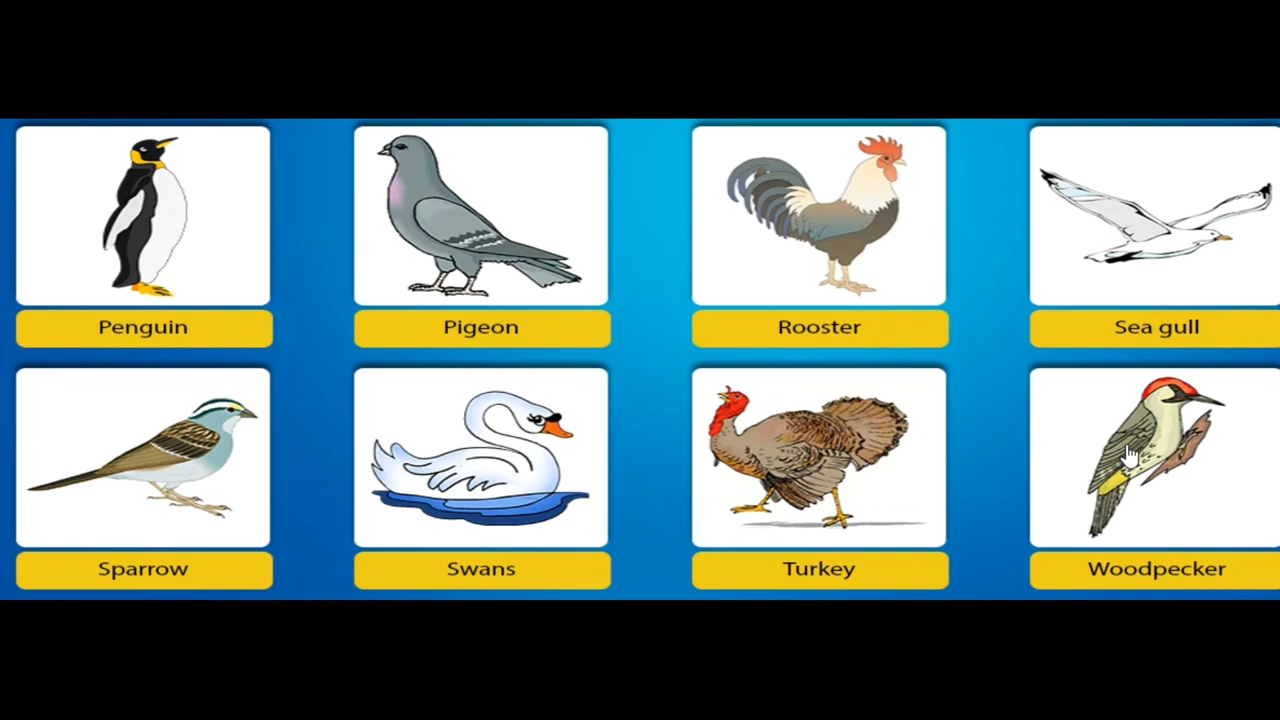 Penguin
Pigeon
Rooster
Sea gull
Sparrow
Swans
Turkey
Woodpecker